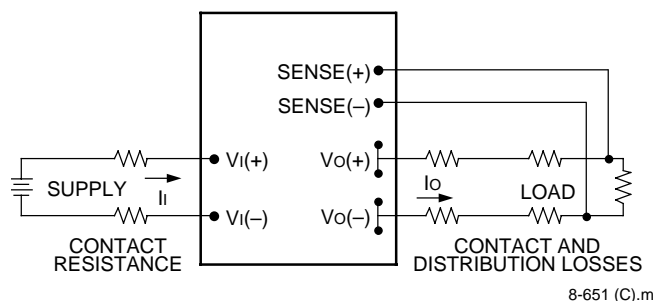 SENSE(+)
SENSE(–)
VI(+)
VO(+)
SUPPLY
II
IO
LOAD
VI(–)
VO(–)
CONTACT
RESISTANCE
CONTACT AND
DISTRIBUTION LOSSES
8-651 (C).m